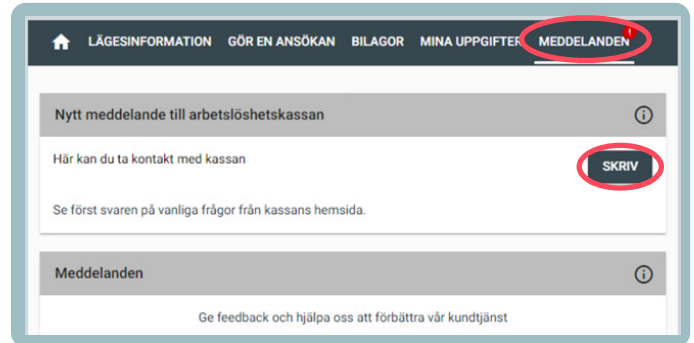 LÄGESINFORMATION GÖR EN ANSÖKAN BILAGOR MINA UPPGIFTER MEDDELANDEN
Nytt meddelande till arbetslöshetskassan
Här kan du ta kontakt med kassan
SKRIV
Se först svaren på vanliga frågor från kassans hemsida.
Meddelanden
Ge feedback och hjälpa oss att förbättra vår kundtjänst